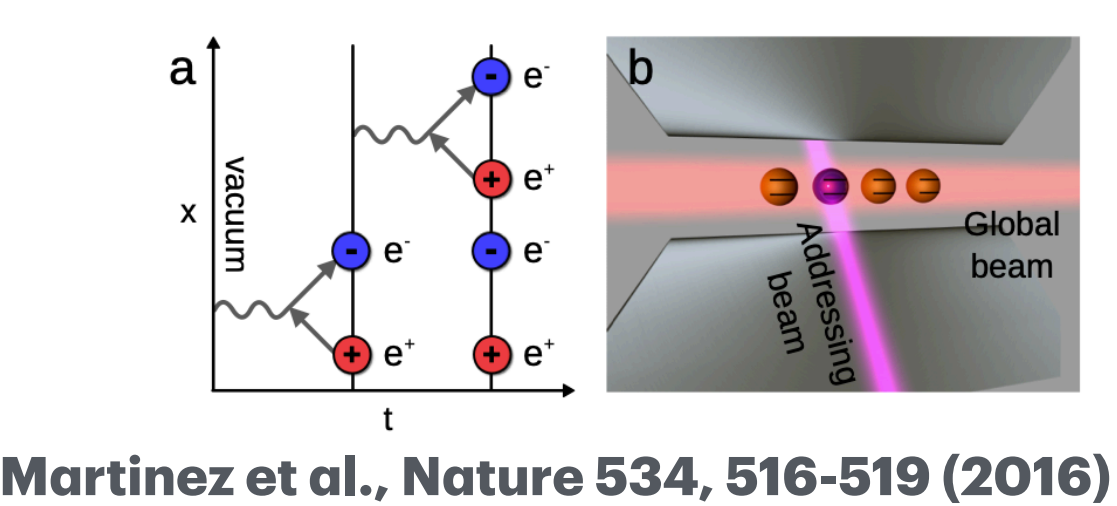 a
vacuum
x
t
-
e-
+
e+
-
e-
+
e+
-
e-
+
e+
b
Addressing
beam
Global
beam
Martinez et al., Nature 534, 516-519 (2016)